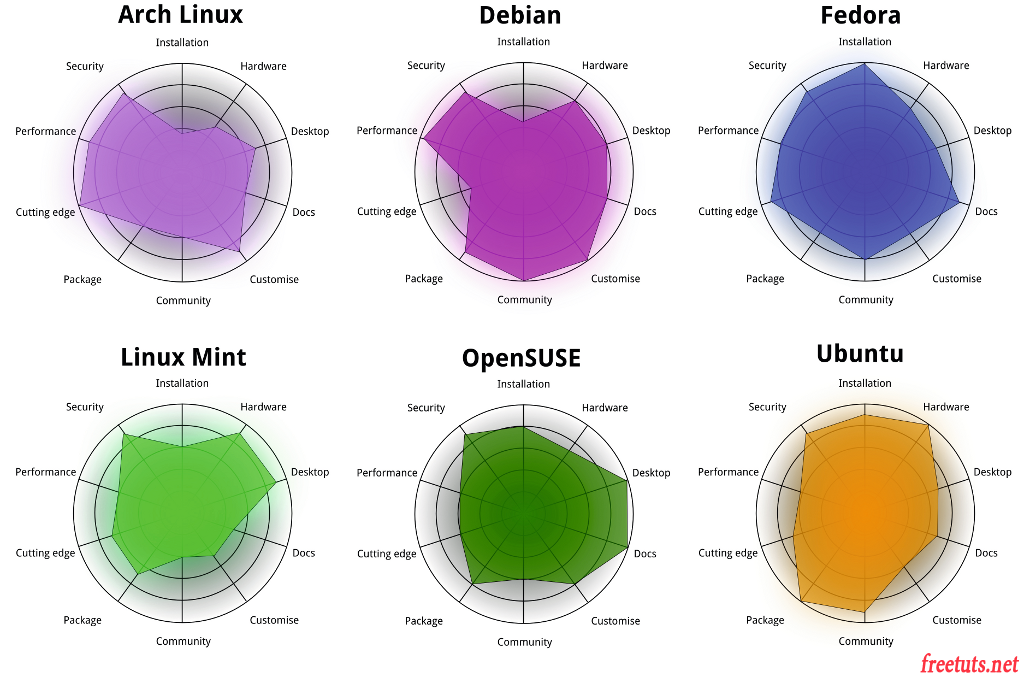 Arch Linux
Installation
Hardware
Desktop
Docs
Customise
Community
Package
Cutting edge
Performance
Security
Debian
Installation
Hardware
Desktop
Docs
Customise
Community
Package
Cutting edge
Performance
Security
Fedora
Installation
Hardware
Desktop
Docs
Customise
Community
Package
Cutting edge
Performance
Security
Linux Mint
Installation
Hardware
Desktop
Docs
Customise
Community
Package
Cutting edge
Performance
Security
OpenSUSE
Installation
Hardware
Desktop
Docs
Customise
Community
Package
Cutting edge
Performance
Security
Ubuntu
Installation
Hardware
Desktop
Docs
Customise
Community
Package
Cutting edge
Performance
Security
freetuts.net